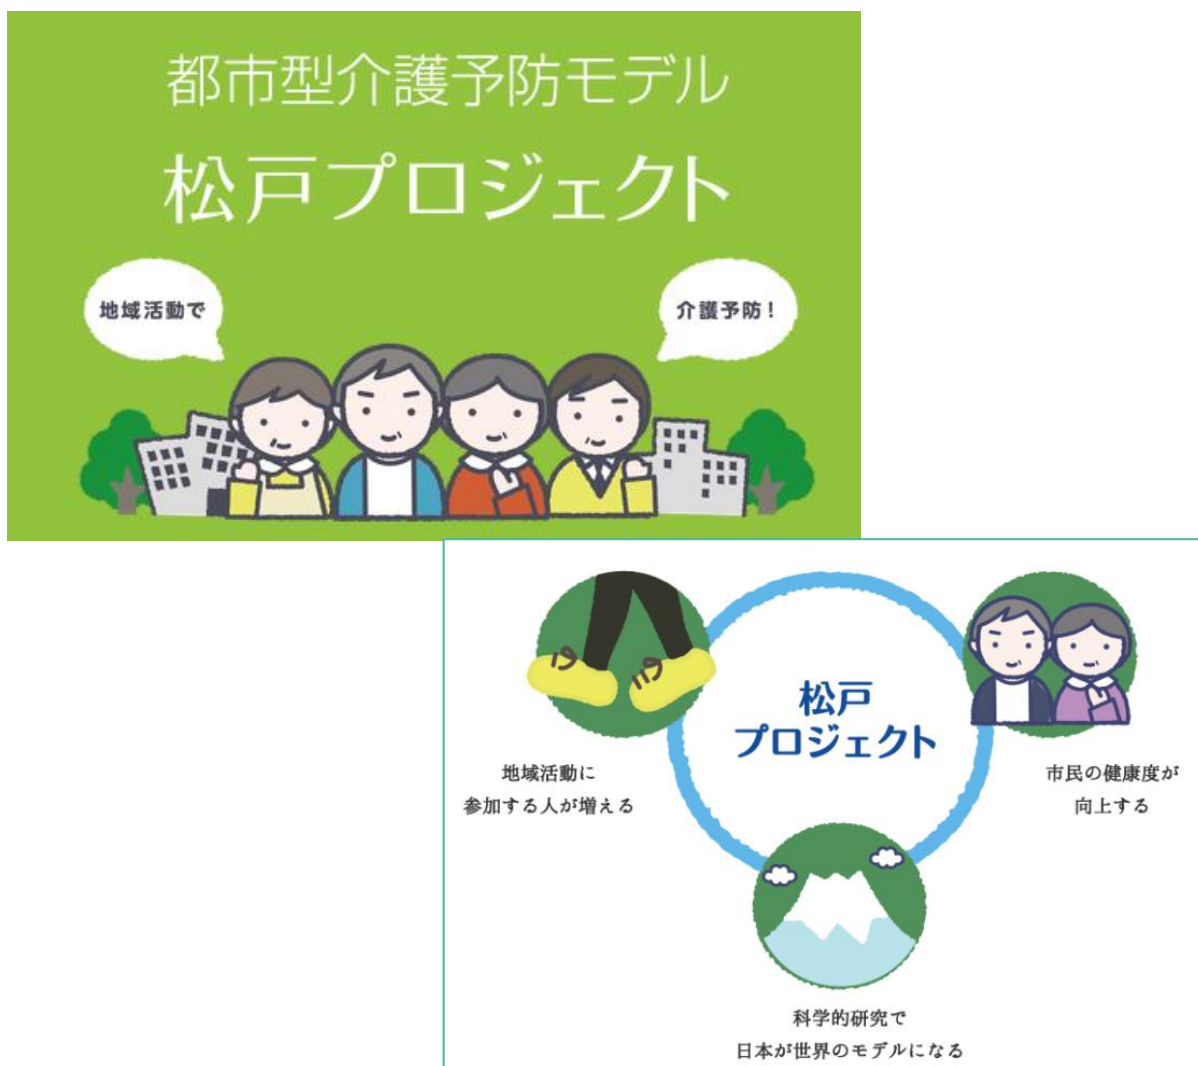 都市型介護予防モデル
松戸プロジェクト
地域活動で
介護予防！
松戸
プロジェクト
地域活動に
参加する人が増える
市民の健康度が
向上する
科学的研究で
日本が世界のモデルになる